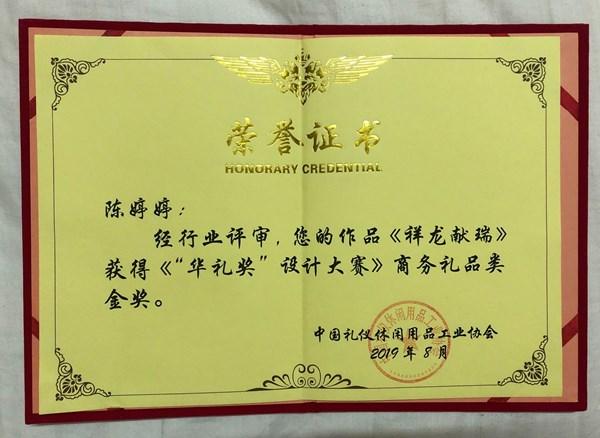 荣誉证书
HONORARY CREDENTIAL
陈婷婷：
经行业评审，您的作品《祥龙献瑞》
获得《“华礼奖”设计大赛》商务礼品类
金奖。
中国礼仪休闲用品工业协会
2019年8月